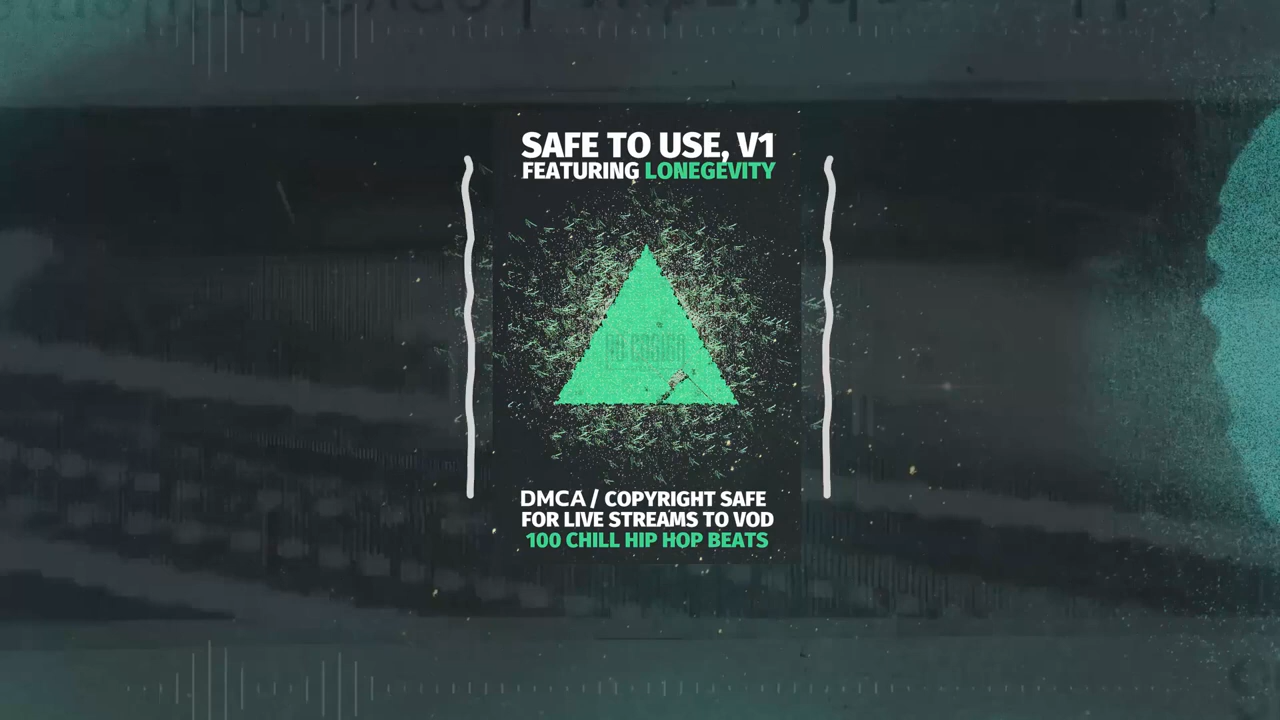 SAFE TO USE, V1
FEATURING LONEGEVITY
DMCA / COPYRIGHT SAFE
FOR LIVE STREAMS TO VOD
100 CHILL HIP HOP BEATS